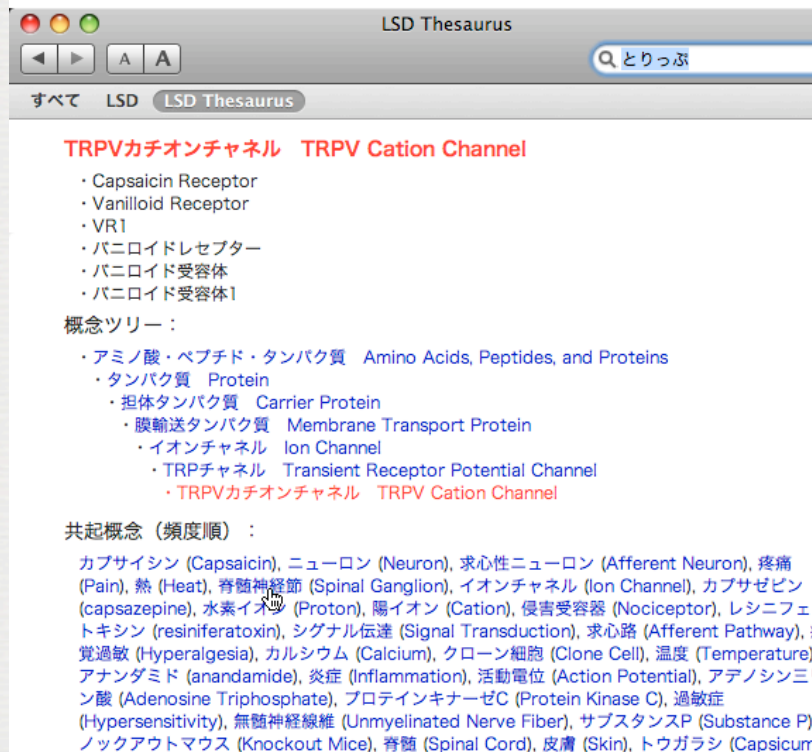 LSD Thesaurus
A A とりっぷ
すべて LSD LSD Thesaurus
TRPVカチオンチャネル TRPV Cation Channel
・Capsaicin Receptor
・Vanilloid Receptor
・VR1
・バニロイドレセプター
・バニロイド受容体
・バニロイド受容体1
概念ツリー：
・アミノ酸・ペプチド・タンパク質 Amino Acids, Peptides, and Proteins
・タンパク質 Protein
・担体タンパク質 Carrier Protein
・膜輸送タンパク質 Membrane Transport Protein
・イオンチャネル Ion Channel
・TRPチャネル Transient Receptor Potential Channel
・TRPVカチオンチャネル TRPV Cation Channel
共起概念（頻度順）：
カプサイシン (Capsaicin), ニューロン (Neuron), 求心性ニューロン (Afferent Neuron), 疼痛
(Pain), 熱 (Heat), 脊髄神経節 (Spinal Ganglion), イオンチャネル (Ion Channel), カプサゼピン
(capsazepine), 水素イオン (Proton), 陽イオン (Cation), 侵害受容器 (Nociceptor), レシニフェ
トキシン (resiniferatoxin), シグナル伝達 (Signal Transduction), 求心路 (Afferent Pathway),
覚過敏 (Hyperalgesia), カルシウム (Calcium), クローン細胞 (Clone Cell), 温度 (Temperature)
アナンダミド (anandamide), 炎症 (Inflammation), 活動電位 (Action Potential), アデノシン三
ン酸 (Adenosine Triphosphate), プロテインキナーゼC (Protein Kinase C), 過敏症
(Hypersensitivity), 無髄神経線維 (Unmyelinated Nerve Fiber), サブスタンスP (Substance P)
ノックアウトマウス (Knockout Mice), 脊髄 (Spinal Cord), 皮膚 (Skin), トウガラシ (Capsicum